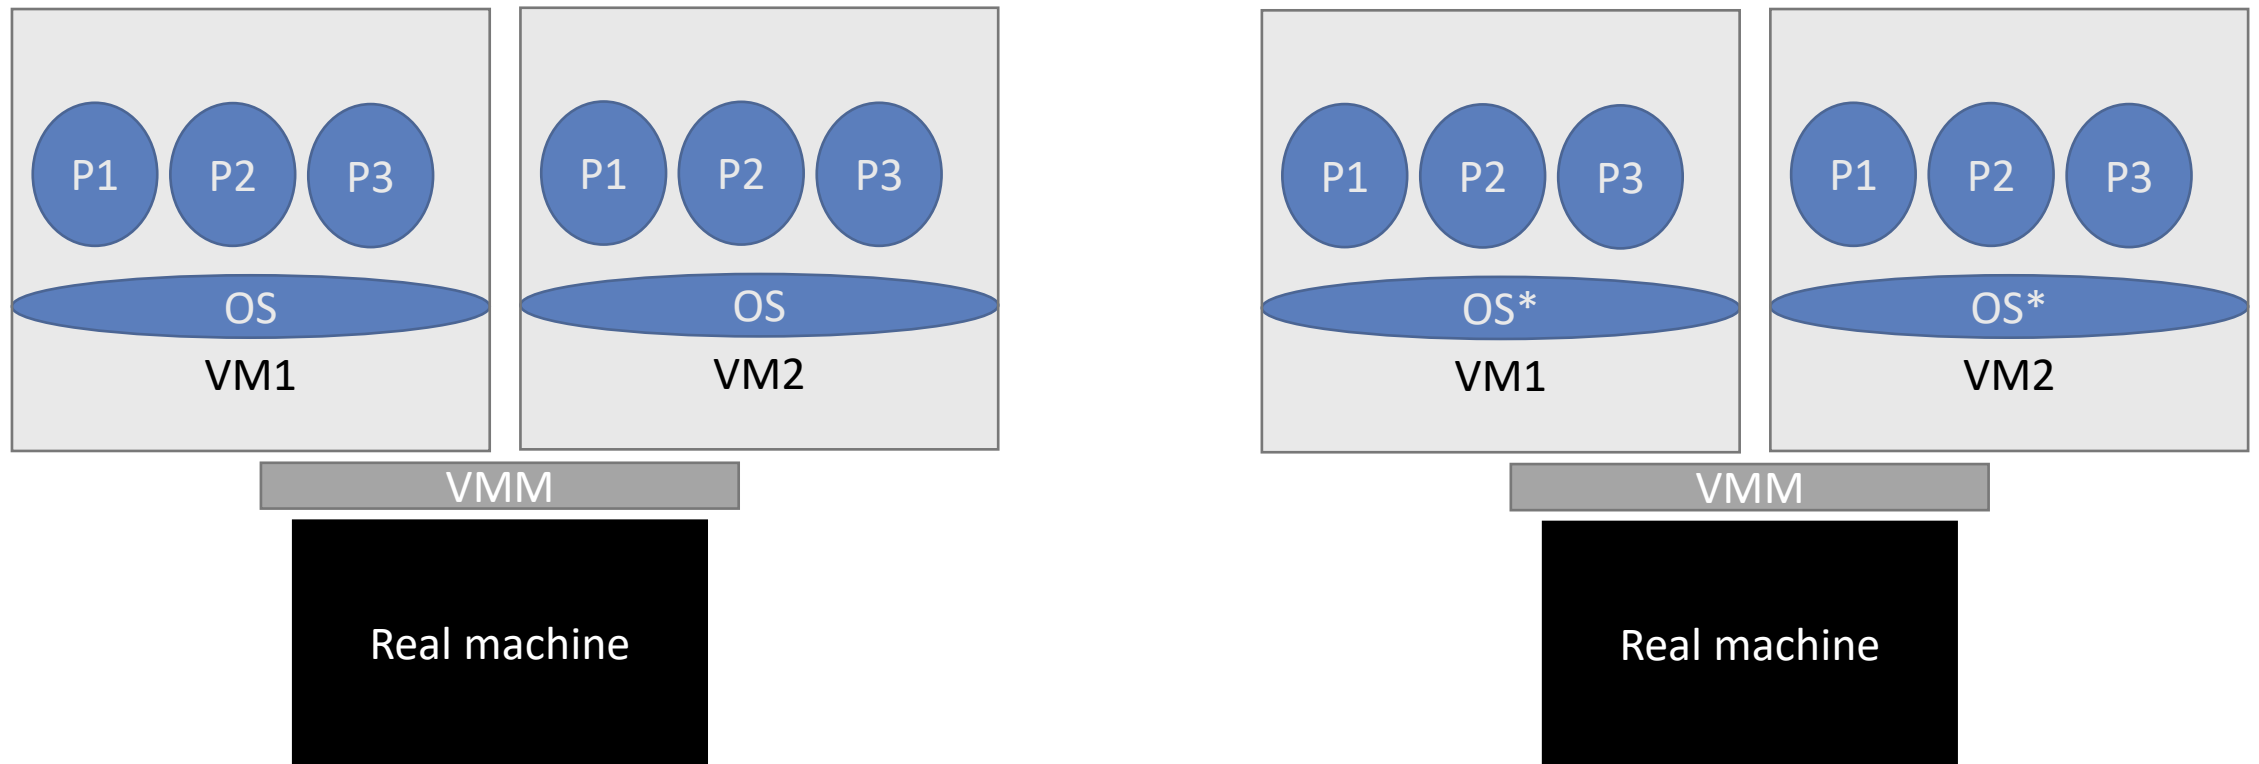 P1 P2 P3
OS
VM1
P1 P2 P3
OS
VM2
VMM
Real machine
P1 P2 P3
OS*
VM1
P1 P2 P3
OS*
VM2
VMM
Real machine